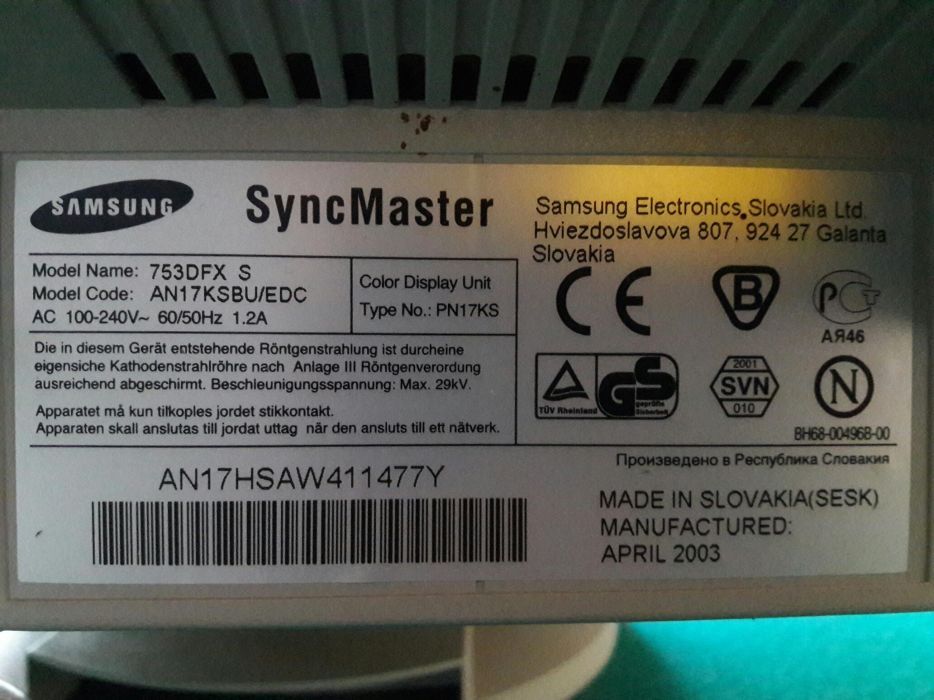 SAMSUNG
SyncMaster
Samsung Electronics Slovakia Ltd.
Hviezdoslavova 807, 924 27 Galanta
Slovakia
Model Name: 753DFX S
Model Code: AN17KSBU/EDC
AC 100-240V~ 60/50Hz 1.2A
Color Display Unit
Type No.: PN17KS
CE
B
PCT
АЯ46
Die in diesem Gerät entstehende Röntgenstrahlung ist durcheine
eigensiche Kathodenstrahlröhre nach Anlage III Röntgenverordung
ausreichend abgeschirmt. Beschleunigungsspannung: Max. 29kV.
Apparatet må kun tilkoples jordet stikkontakt.
Apparaten skall anslutas till jordat uttag när den ansluts till ett nätverk.
TÜV Rheinland
GS
geprüfte
Sicherheit
2001
SVN
010
N
BH68-00496B-00
Произведено в Республика Словакия
AN17HSAW411477Y
MADE IN SLOVAKIA(SESK)
MANUFACTURED:
APRIL 2003